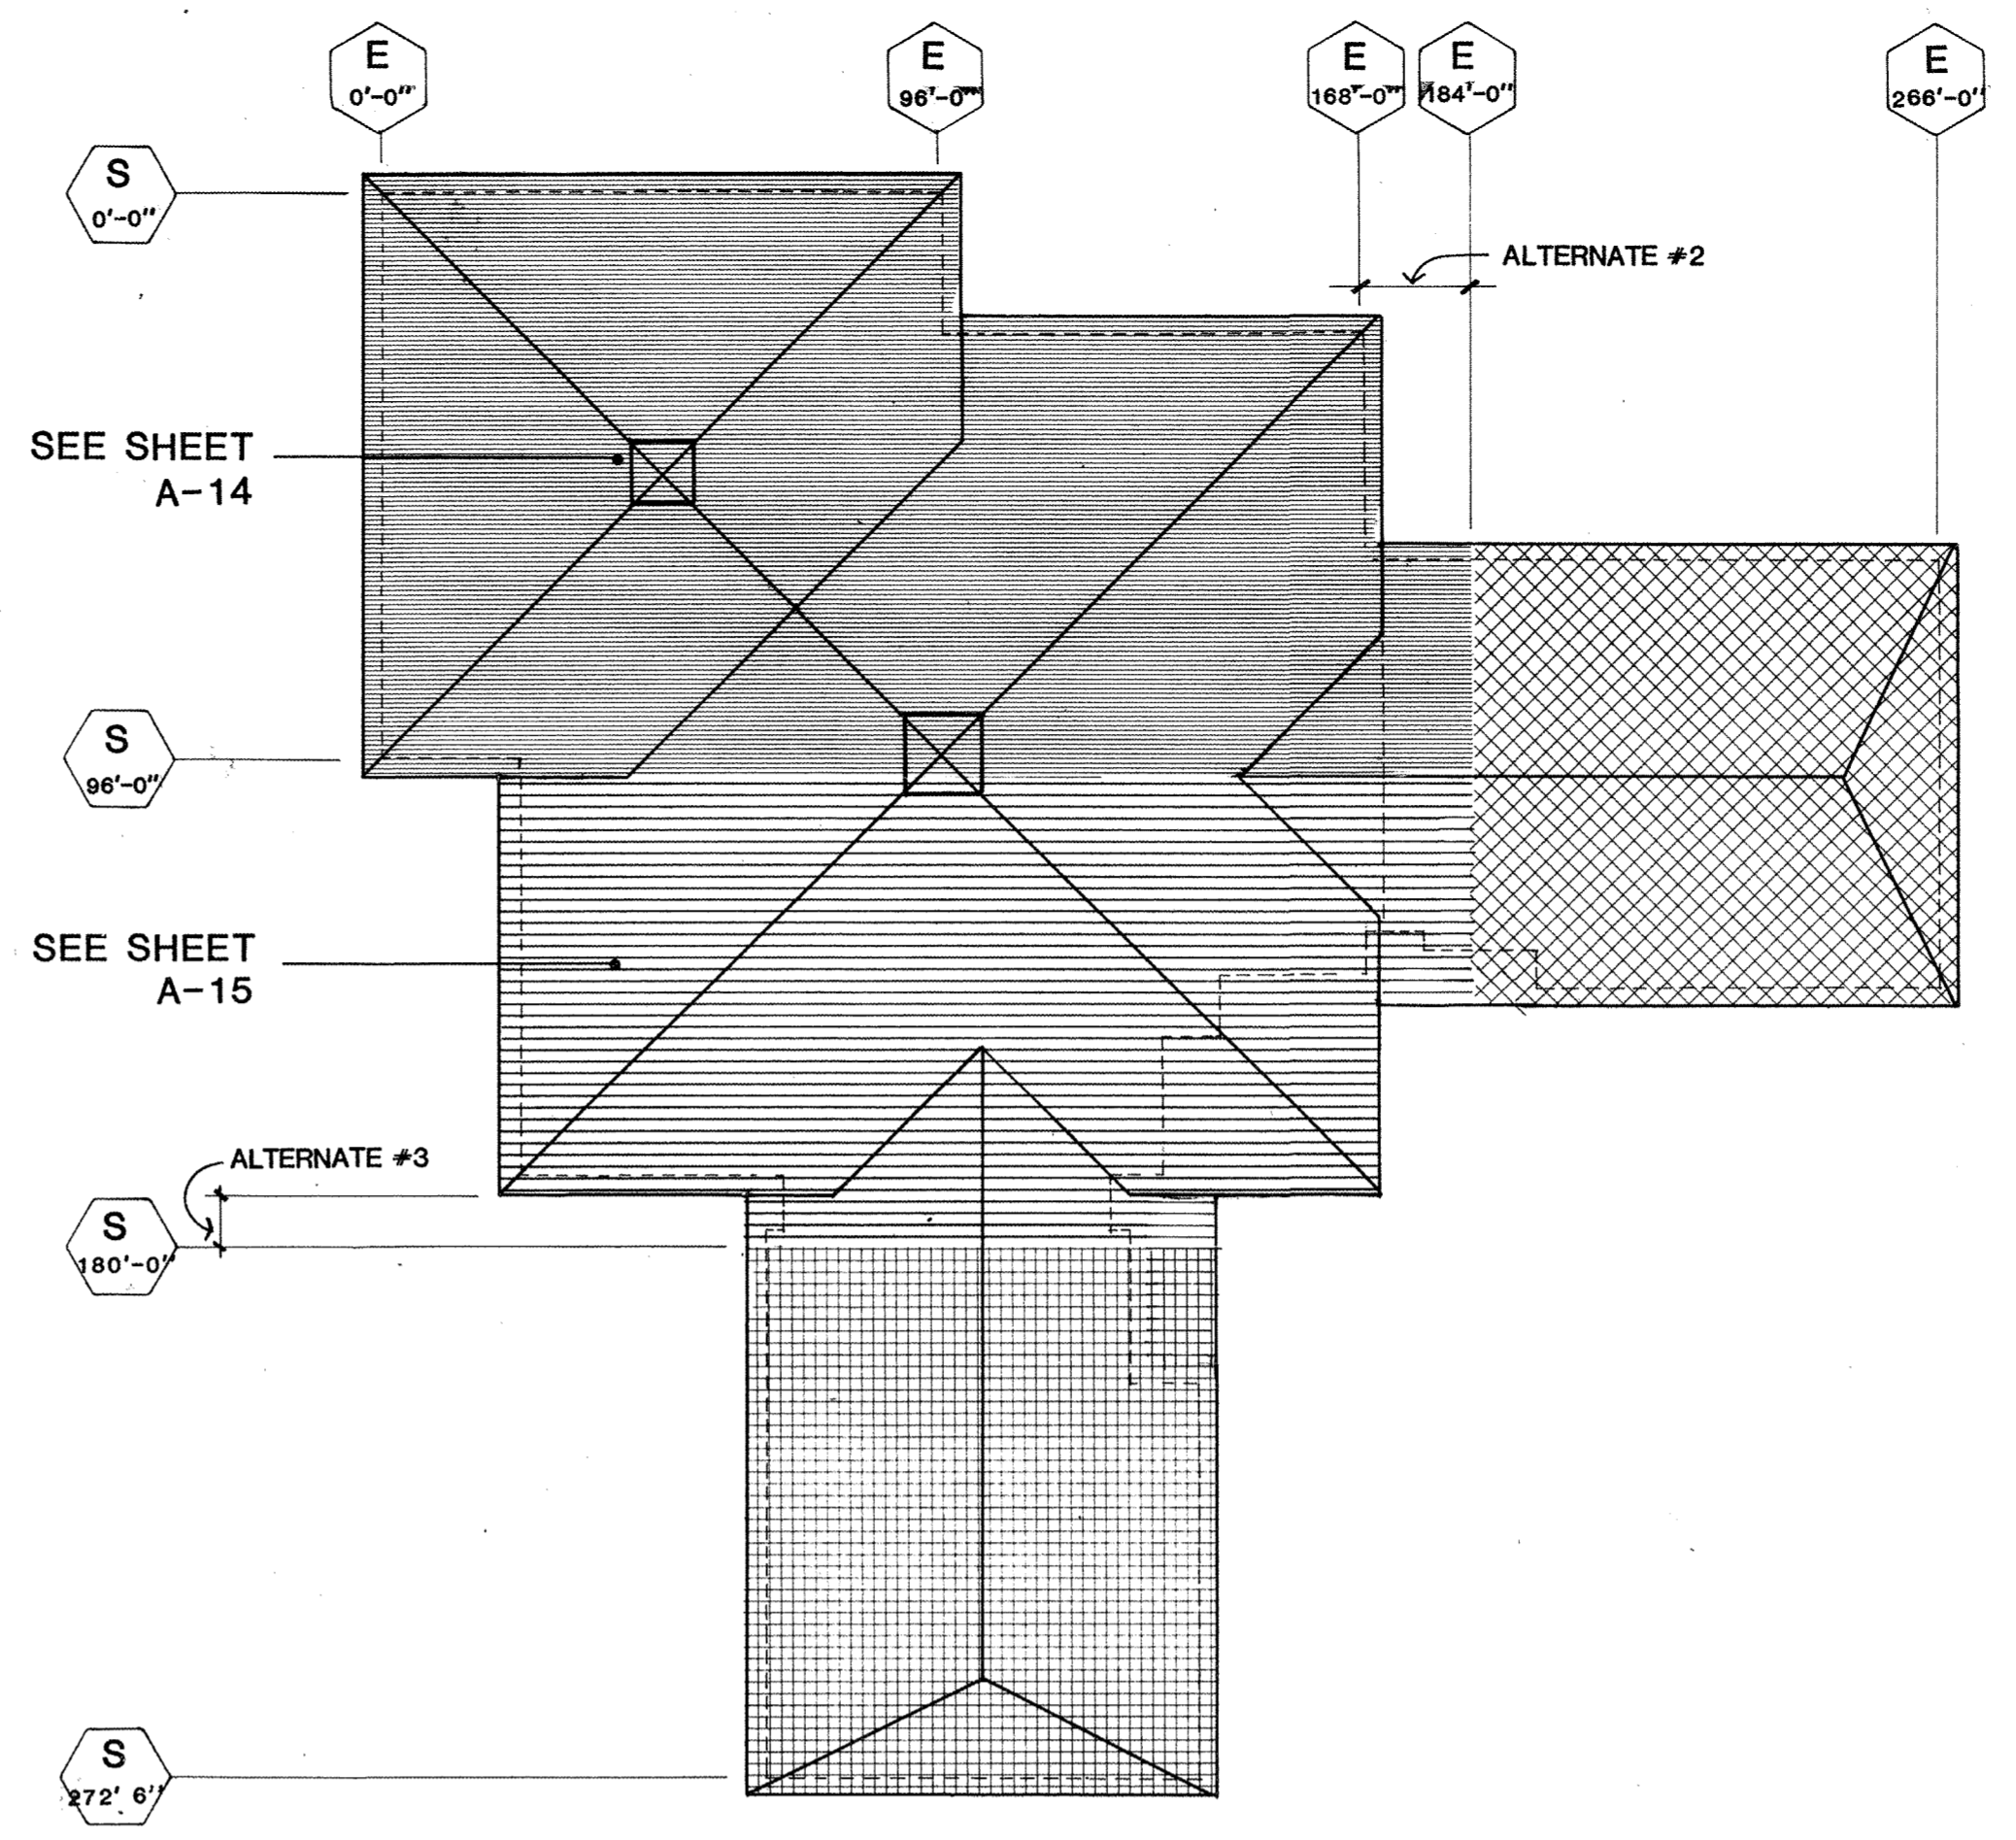 E
0'-0"
E
96'-0"
E
168'-0"
E
184'-0"
E
266'-0"
S
0'-0"
ALTERNATE #2
SEE SHEET
A-14
S
96'-0"
SEE SHEET
A-15
ALTERNATE #3
S
180'-0"
S
272' 6"